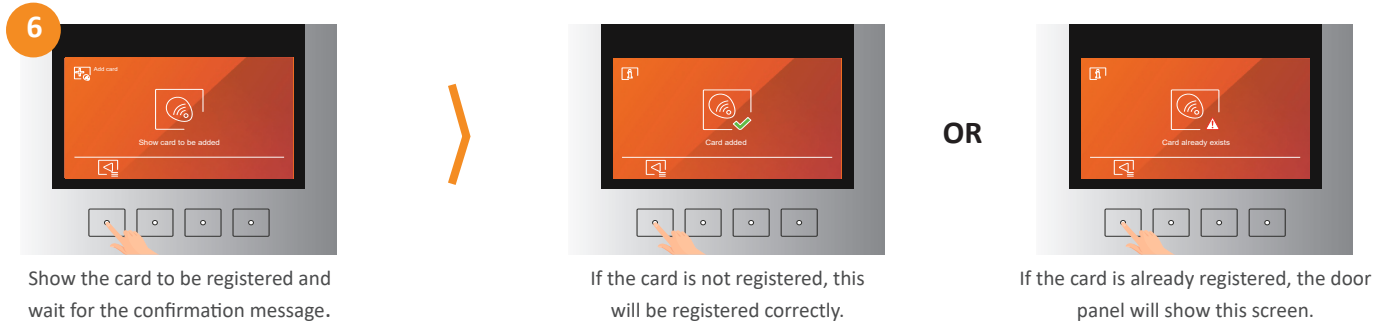 6
Add card
Show card to be added
Show the card to be registered and
wait for the confirmation message.
Card added
If the card is not registered, this
will be registered correctly.
OR
Card already exists
If the card is already registered, the door
panel will show this screen.